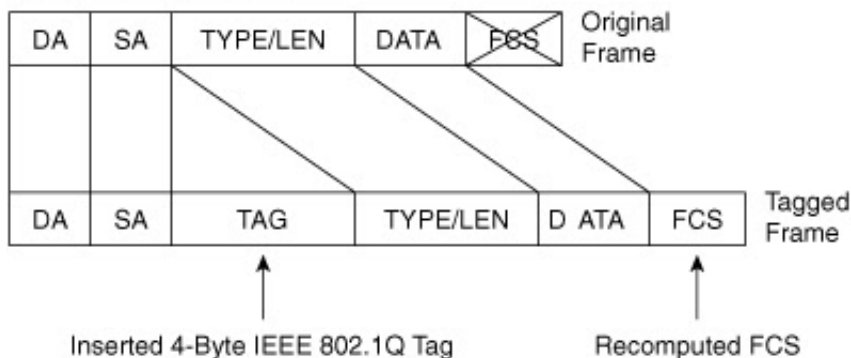 DA SA TYPE/LEN DATA FCS Original
Frame
DA SA TAG TYPE/LEN D ATA FCS Tagged
Frame
Inserted 4-Byte IEEE 802.1Q Tag Recomputed FCS